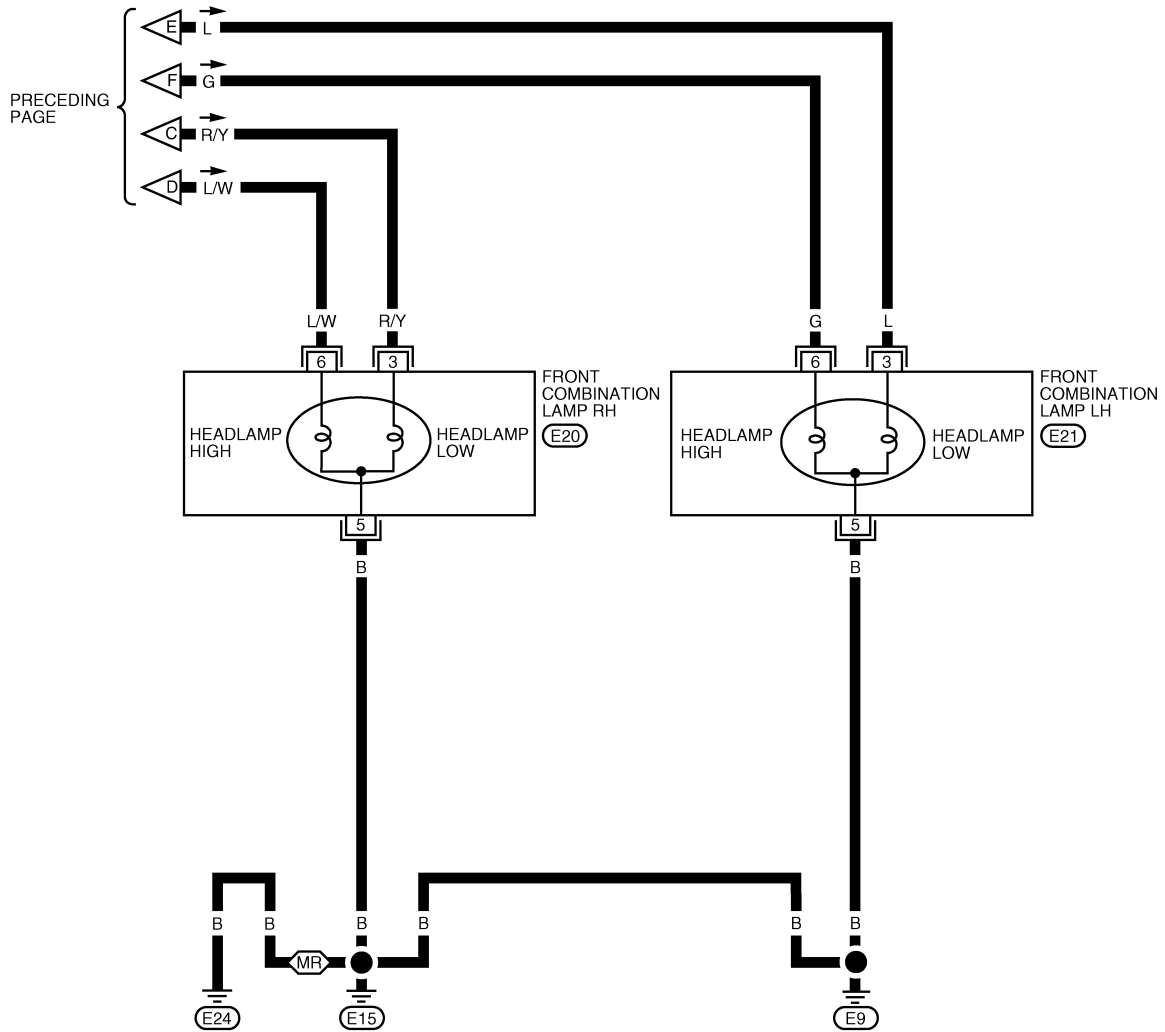 E L
F G
PRECEDING
PAGE
C R/Y
D L/W
L/W R/Y G L
6 3 6 3
FRONT
COMBINATION
LAMP RH
E20
FRONT
COMBINATION
LAMP LH
E21
HEADLAMP
HIGH
HEADLAMP
LOW
HEADLAMP
HIGH
HEADLAMP
LOW
5 5
B B
B B B B B B
MR
E24 E15 E9